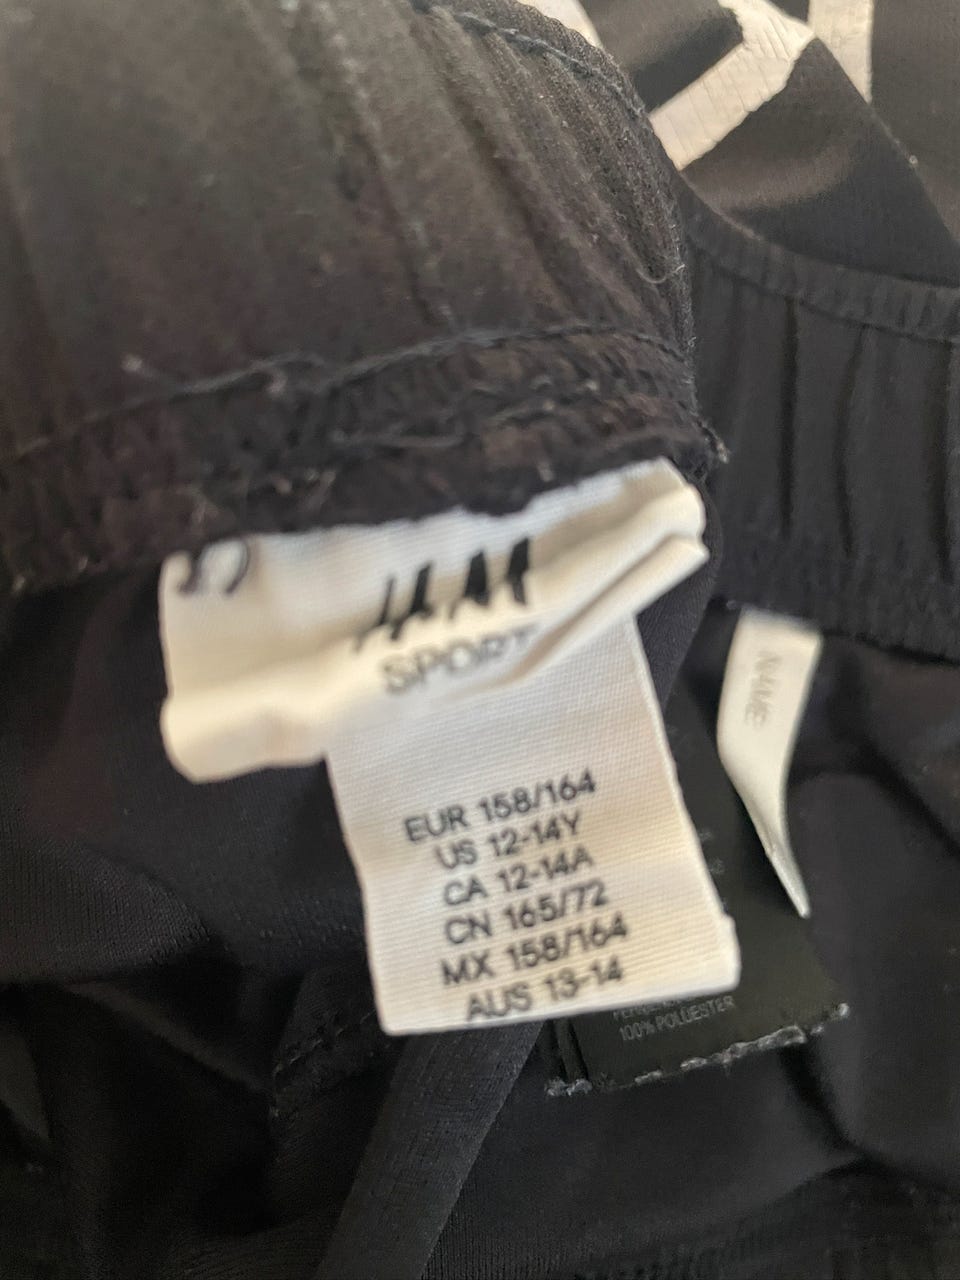 H&M
SPORT
EUR 158/164
US 12-14Y
CA 12-14A
CN 165/72
MX 158/164
AUS 13-14
NAME
100% POLUESTER